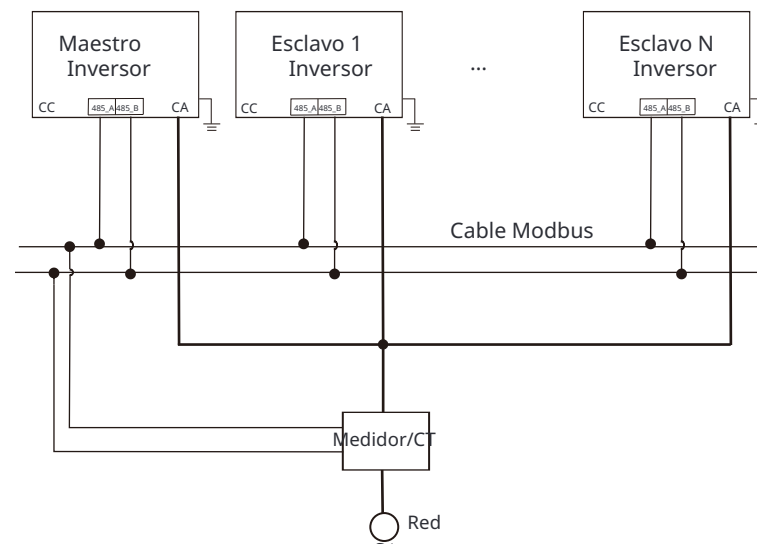 Maestro
Inversor
CC
485_A
485_B
CA
Esclavo 1
Inversor
CC
485_A
485_B
CA
...
Esclavo N
Inversor
CC
485_A
485_B
CA
Cable Modbus
Medidor/CT
Red